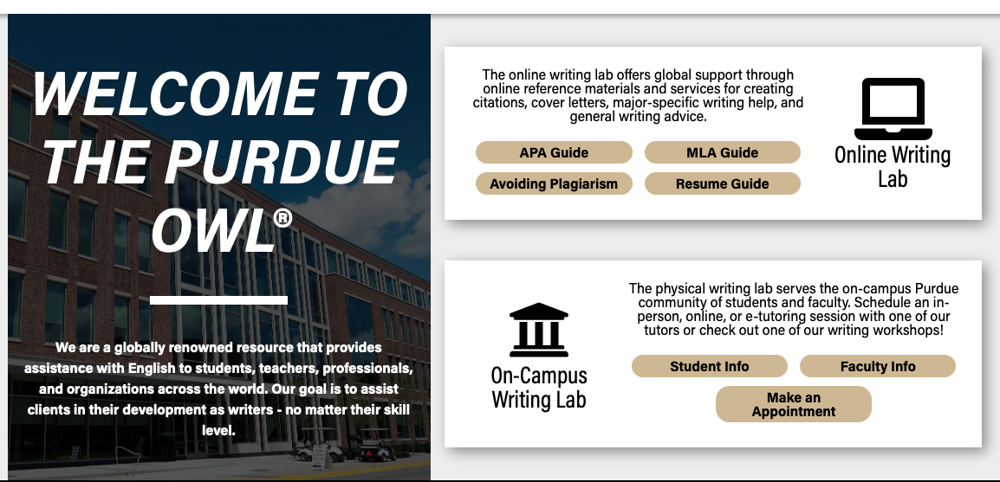 WELCOME TO
THE PURDUE
OWL®
We are a globally renowned resource that provides
assistance with English to students, teachers, professionals,
and organizations across the world. Our goal is to assist
clients in their development as writers - no matter their skill
level.
The online writing lab offers global support through
online reference materials and services for creating
citations, cover letters, major-specific writing help, and
general writing advice.
APA Guide
MLA Guide
Avoiding Plagiarism
Resume Guide
Online Writing
Lab
On-Campus
Writing Lab
The physical writing lab serves the on-campus Purdue
community of students and faculty. Schedule an in-
person, online, or e-tutoring session with one of our
tutors or check out one of our writing workshops!
Student Info
Faculty Info
Make an
Appointment